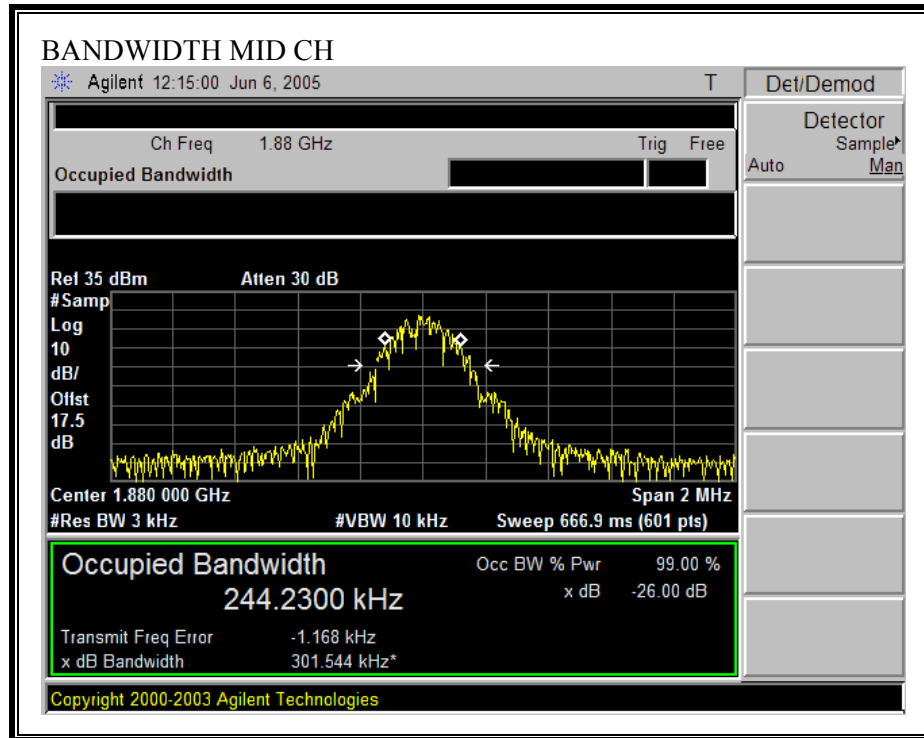 BANDWIDTH MID CH
Agilent 12:15:00 Jun 6, 2005 T
Det/Demod
Detector
Sample
Auto Man
Ch Freq 1.88 GHz Trig Free
Occupied Bandwidth
Ref 35 dBm Atten 30 dB
#Samp
Log
10
dB/
Offst
17.5
dB
Center 1.880 000 GHz Span 2 MHz
#Res BW 3 kHz #VBW 10 kHz Sweep 666.9 ms (601 pts)
Occupied Bandwidth Occ BW % Pwr 99.00 %
244.2300 kHz x dB -26.00 dB
Transmit Freq Error -1.168 kHz
x dB Bandwidth 301.544 kHz*
Copyright 2000-2003 Agilent Technologies